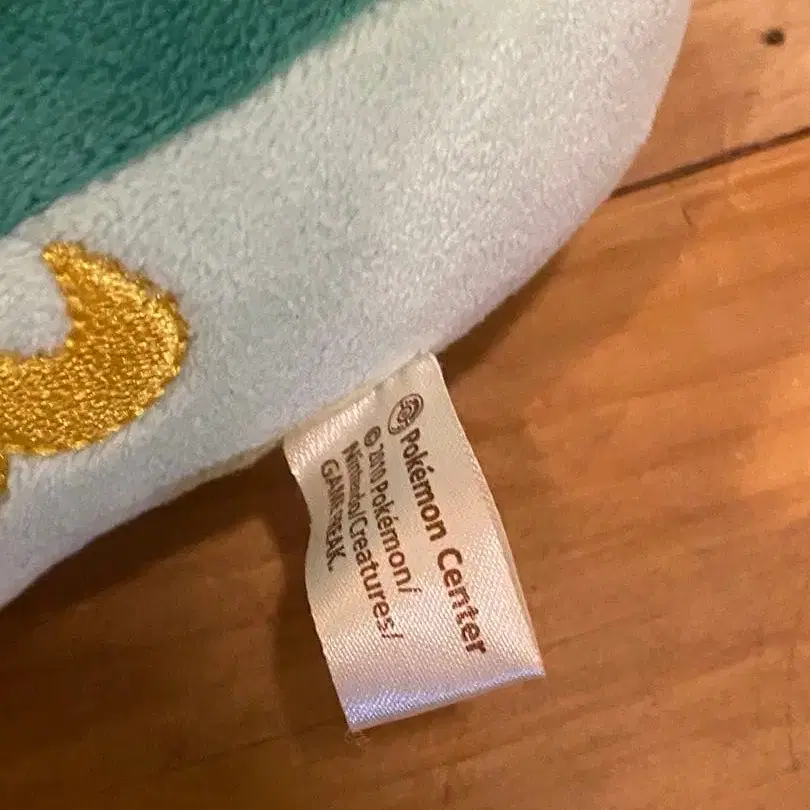 Pokémon Center
© 2010 Pokémon/
Nintendo/Creatures/
GAME FREAK.